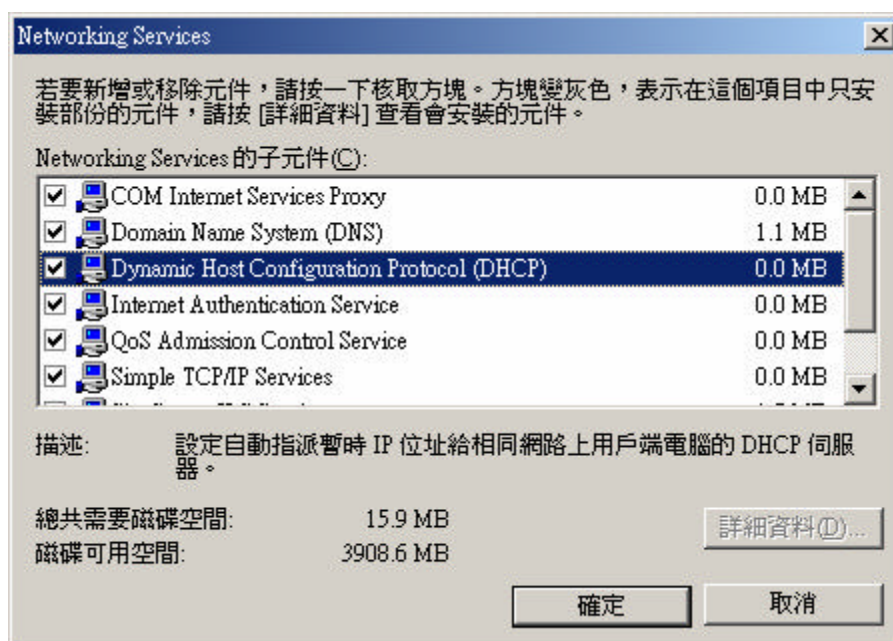 Networking Services
若要新增或移除元件，請按一下核取方塊。方塊變灰色，表示在這個項目中只安
裝部份的元件，請按 [詳細資料] 查看會安裝的元件。
Networking Services 的子元件(C):
COM Internet Services Proxy 0.0 MB
Domain Name System (DNS) 1.1 MB
Dynamic Host Configuration Protocol (DHCP) 0.0 MB
Internet Authentication Service 0.0 MB
QoS Admission Control Service 0.0 MB
Simple TCP/IP Services 0.0 MB
描述: 設定自動指派暫時 IP 位址給相同網路上用戶端電腦的 DHCP 伺服
器。
總共需要磁碟空間: 15.9 MB
磁碟可用空間: 3908.6 MB
詳細資料(D)...
確定 取消